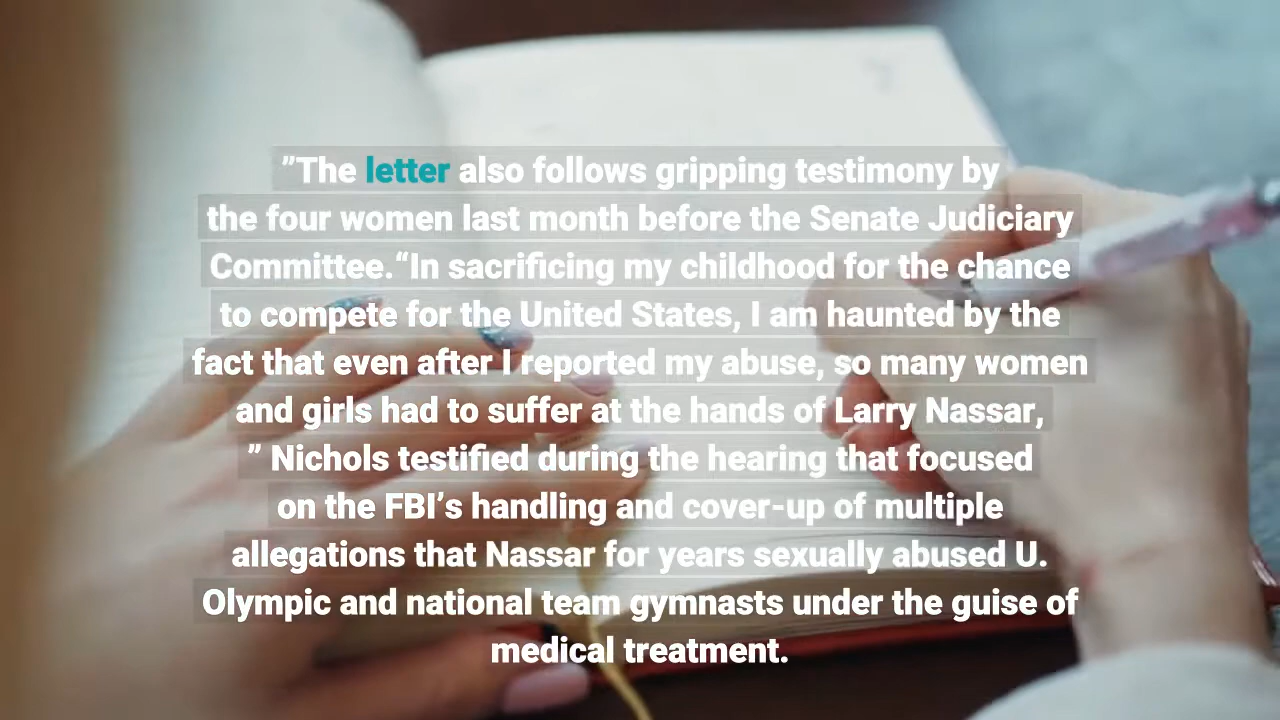 ”The letter also follows gripping testimony by
the four women last month before the Senate Judiciary
Committee.“In sacrificing my childhood for the chance
to compete for the United States, I am haunted by the
fact that even after I reported my abuse, so many women
and girls had to suffer at the hands of Larry Nassar,
” Nichols testified during the hearing that focused
on the FBI’s handling and cover-up of multiple
allegations that Nassar for years sexually abused U.
Olympic and national team gymnasts under the guise of
medical treatment.